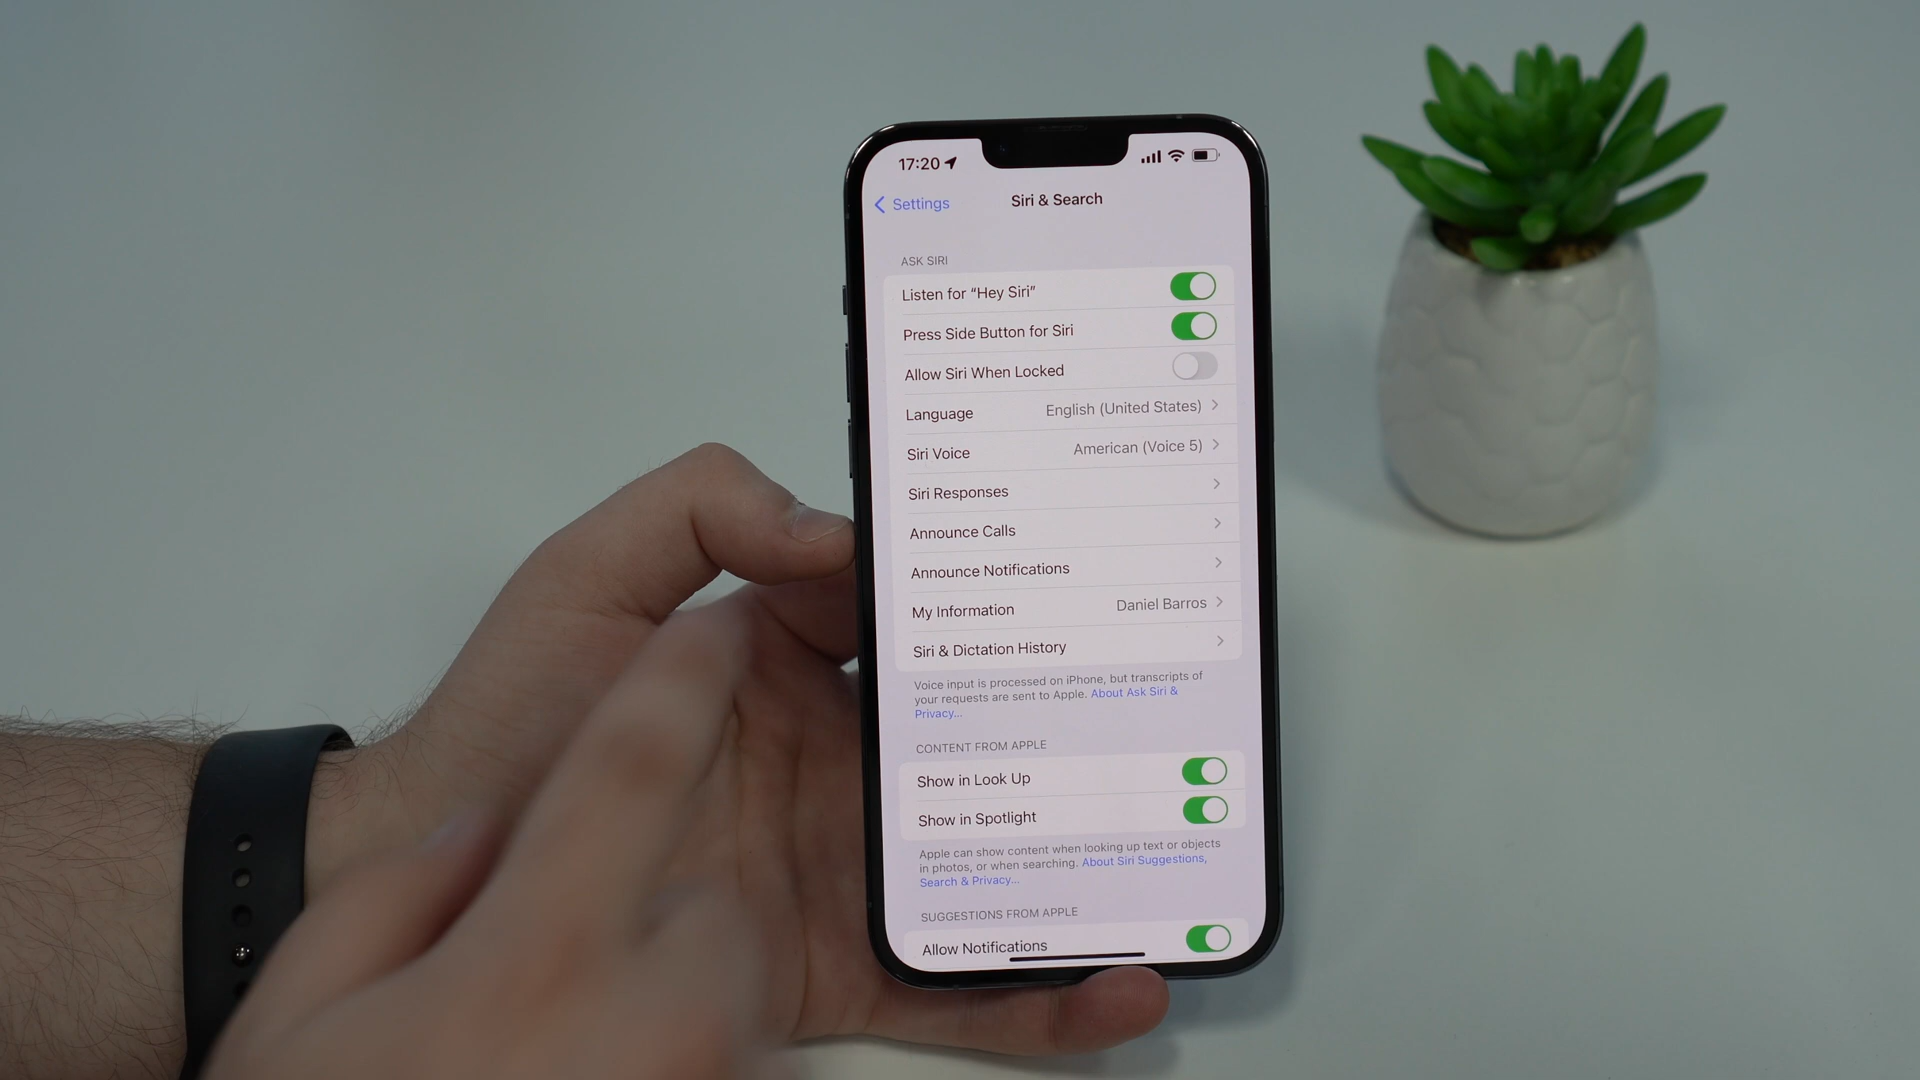 17:20
Settings
Siri & Search
ASK SIRI
Listen for “Hey Siri”
Press Side Button for Siri
Allow Siri When Locked
Language English (United States)
Siri Voice American (Voice 5)
Siri Responses
Announce Calls
Announce Notifications
My Information Daniel Barros
Siri & Dictation History
Voice input is processed on iPhone, but transcripts of
your requests are sent to Apple. About Ask Siri &
Privacy...
CONTENT FROM APPLE
Show in Look Up
Show in Spotlight
Apple can show content when looking up text or objects
in photos, or when searching. About Siri Suggestions,
Search & Privacy...
SUGGESTIONS FROM APPLE
Allow Notifications